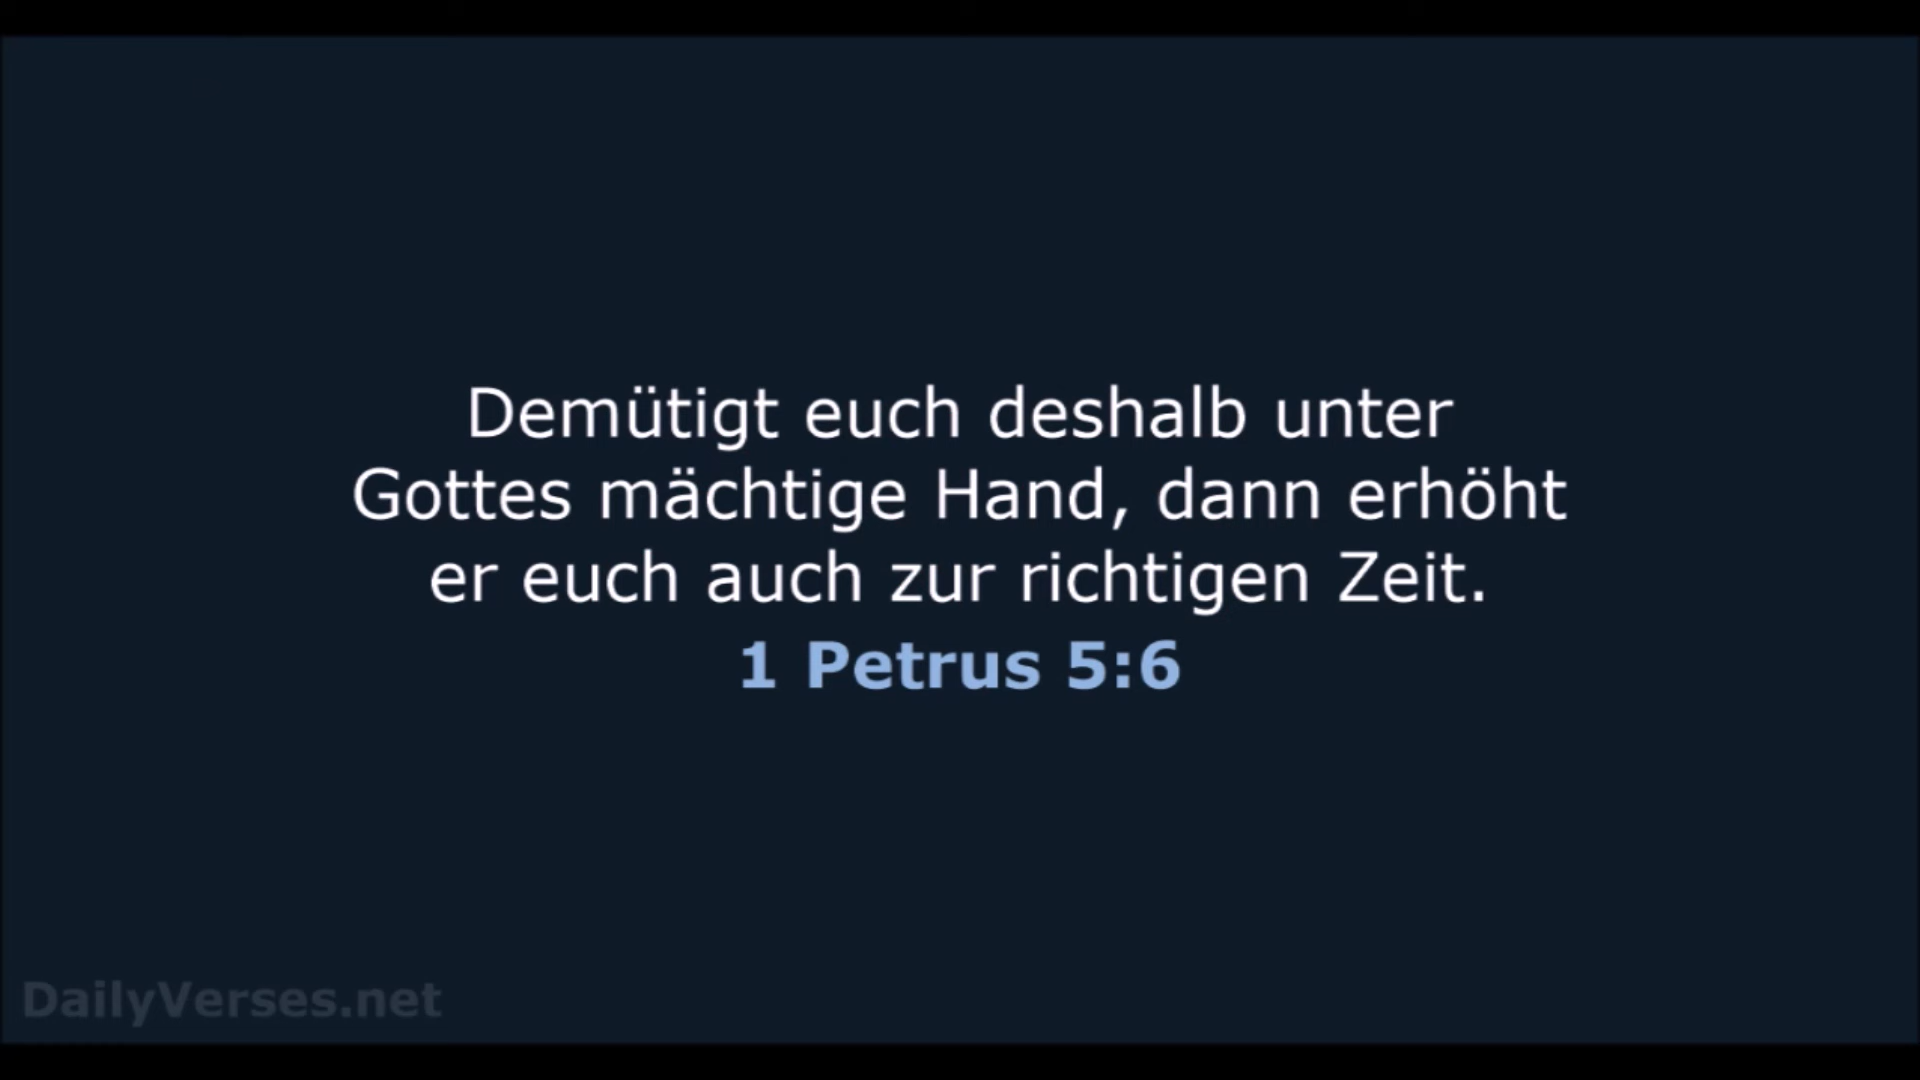 Demütigt euch deshalb unter
Gottes mächtige Hand, dann erhöht
er euch auch zur richtigen Zeit.
1 Petrus 5:6
DailyVerses.net